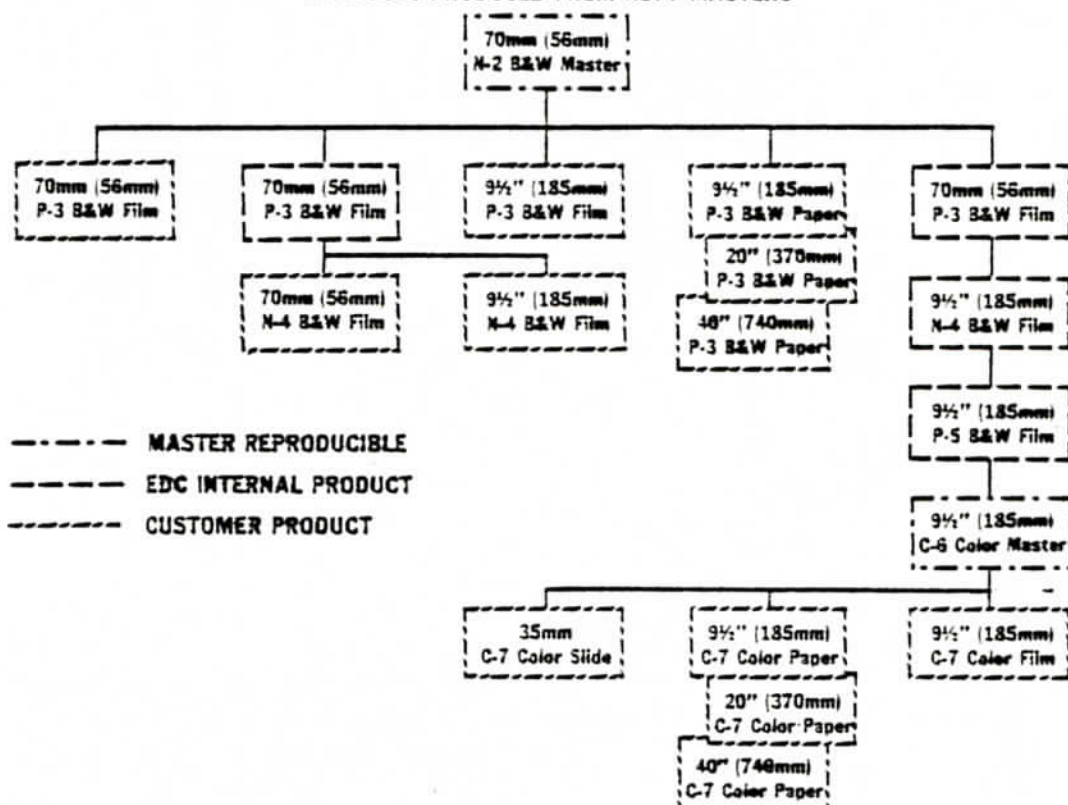 PRODUCED FROM MASTERS
70mm (56mm)
N-2 B&W Master
70mm (56mm)
P-3 B&W Film
70mm (56mm)
P-3 B&W Film
9½" (185mm)
P-3 B&W Film
9½" (185mm)
P-3 B&W Paper
70mm (56mm)
P-3 B&W Film
20" (370mm)
P-3 B&W Paper
40" (740mm)
P-3 B&W Paper
70mm (56mm)
N-4 B&W Film
9½" (185mm)
N-4 B&W Film
9½" (185mm)
N-4 B&W Film
9½" (185mm)
P-5 B&W Film
MASTER REPRODUCIBLE
EDC INTERNAL PRODUCT
CUSTOMER PRODUCT
9½" (185mm)
C-6 Color Master
35mm
C-7 Color Slide
9½" (185mm)
C-7 Color Paper
9½" (185mm)
C-7 Color Film
20" (370mm)
C-7 Color Paper
40" (740mm)
C-7 Color Paper